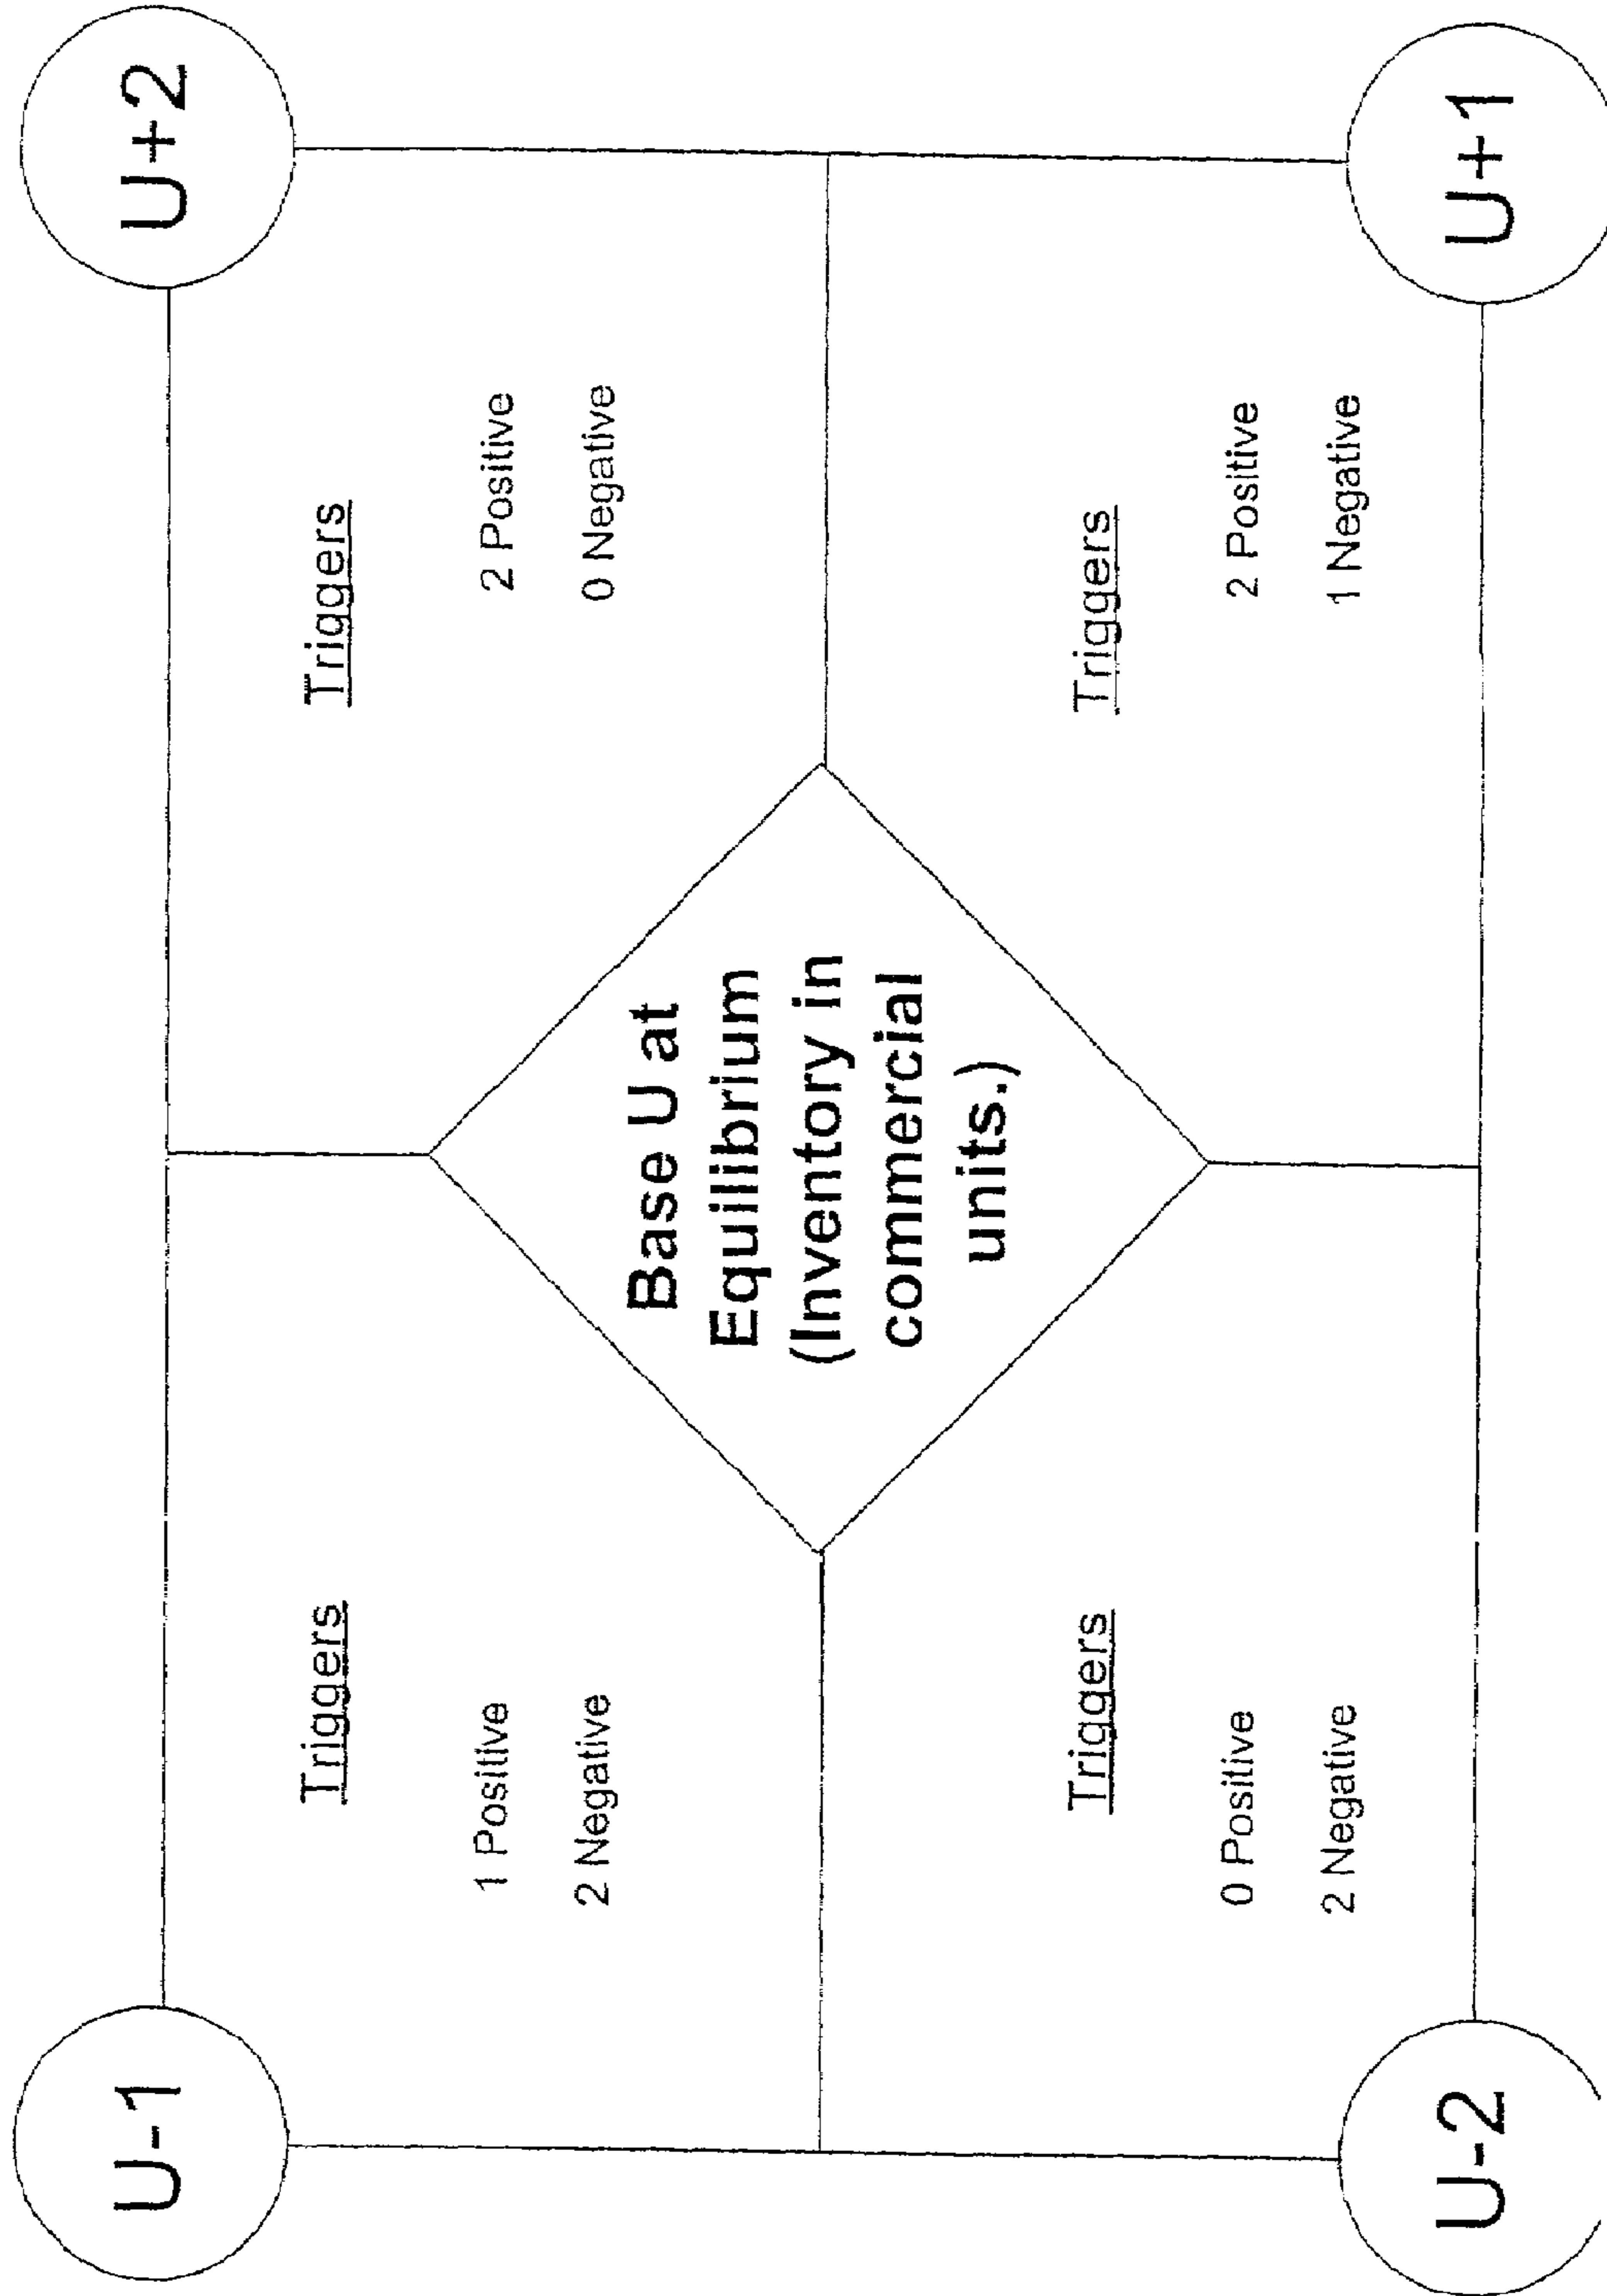 U-1
U+2
Triggers
1 Positive
2 Negative
Triggers
2 Positive
0 Negative
Base U at
Equilibrium
(Inventory in
commercial
units.)
Triggers
0 Positive
2 Negative
Triggers
2 Positive
1 Negative
U-2
U+1